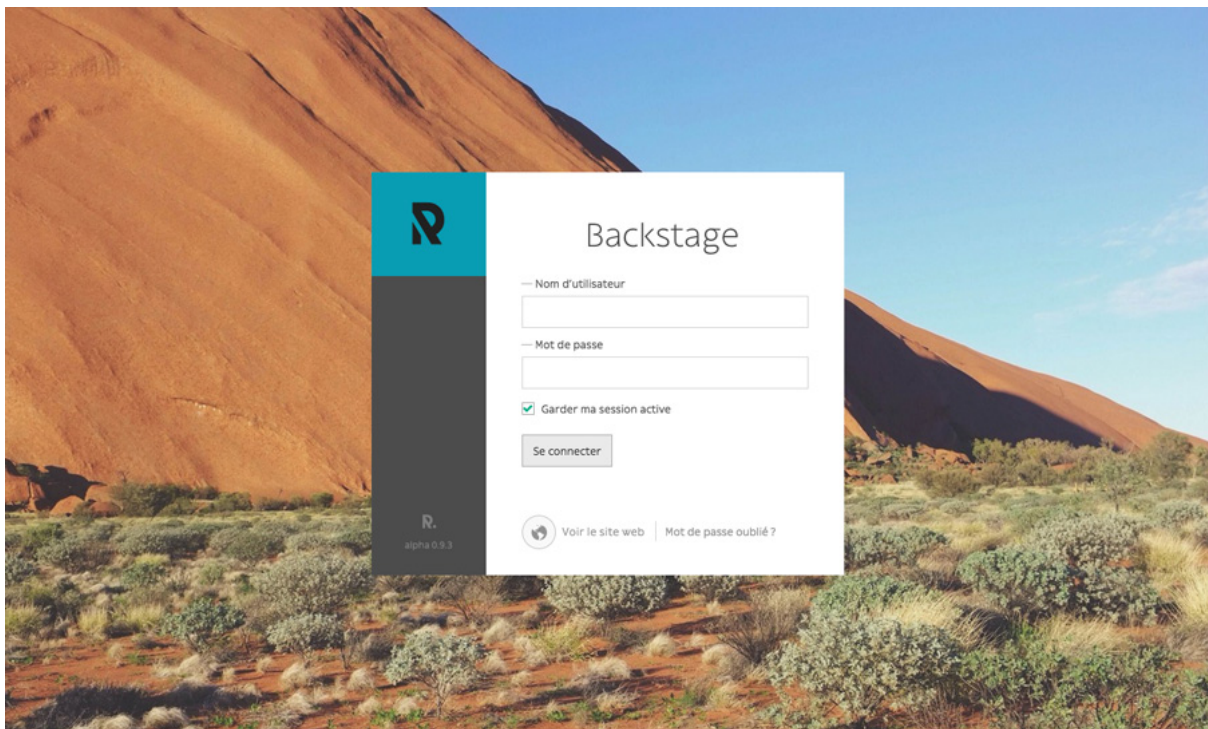 R
Backstage
Nom d'utilisateur
Mot de passe
Garder ma session active
Se connecter
R.
alpha 0.9.3
Voir le site web | Mot de passe oublié ?